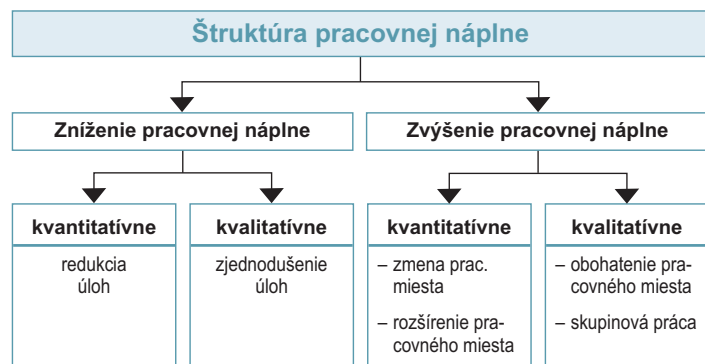 Štruktúra pracovnej náplne
Zníženie pracovnej náplne
Zvýšenie pracovnej náplne
kvantitatívne
redukcia
úloh
kvalitatívne
zjednodušenie
úloh
kvantitatívne
– zmena prac.
miesta
– rozšírenie pra-
covného miesta
kvalitatívne
– obohatenie pra-
covného miesta
– skupinová práca